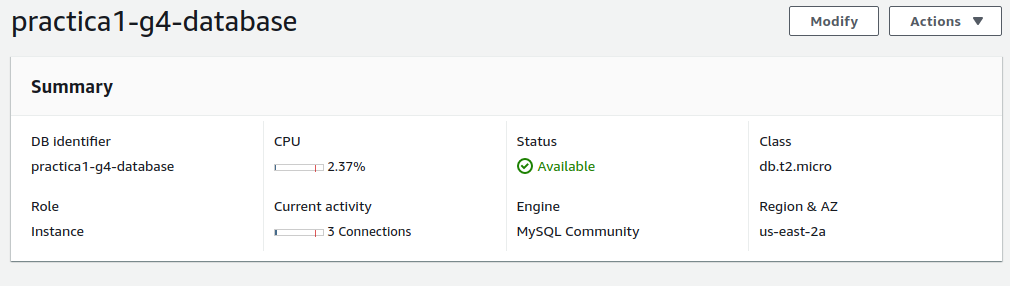 practica1-g4-database
Modify
Actions
Summary
DB identifier
practica1-g4-database
CPU
2.37%
Status
Available
Class
db.t2.micro
Role
Instance
Current activity
3 Connections
Engine
MySQL Community
Region & AZ
us-east-2a